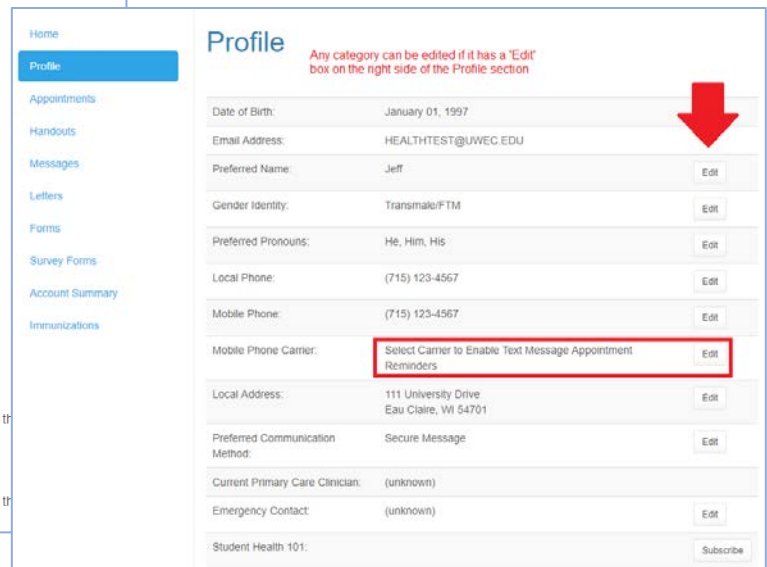 Home
Profile
Appointments
Handouts
Messages
Letters
Forms
Survey Forms
Account Summary
Immunizations
Profile
Any category can be edited if it has a 'Edit'
box on the right side of the Profile section
Date of Birth: January 01, 1997
Email Address: HEALTHTEST@UWEC.EDU
Preferred Name: Jeff Edit
Gender Identity: Transmale/FTM Edit
Preferred Pronouns: He, Him, His Edit
Local Phone: (715) 123-4567 Edit
Mobile Phone: (715) 123-4567 Edit
Mobile Phone Carrier: Select Carrier to Enable Text Message Appointment Edit
Reminders
Local Address: 111 University Drive Edit
Eau Claire, WI 54701
Preferred Communication Secure Message Edit
Method:
Current Primary Care Clinician: (unknown)
Emergency Contact: (unknown) Edit
Student Health 101: Subscribe
th
th